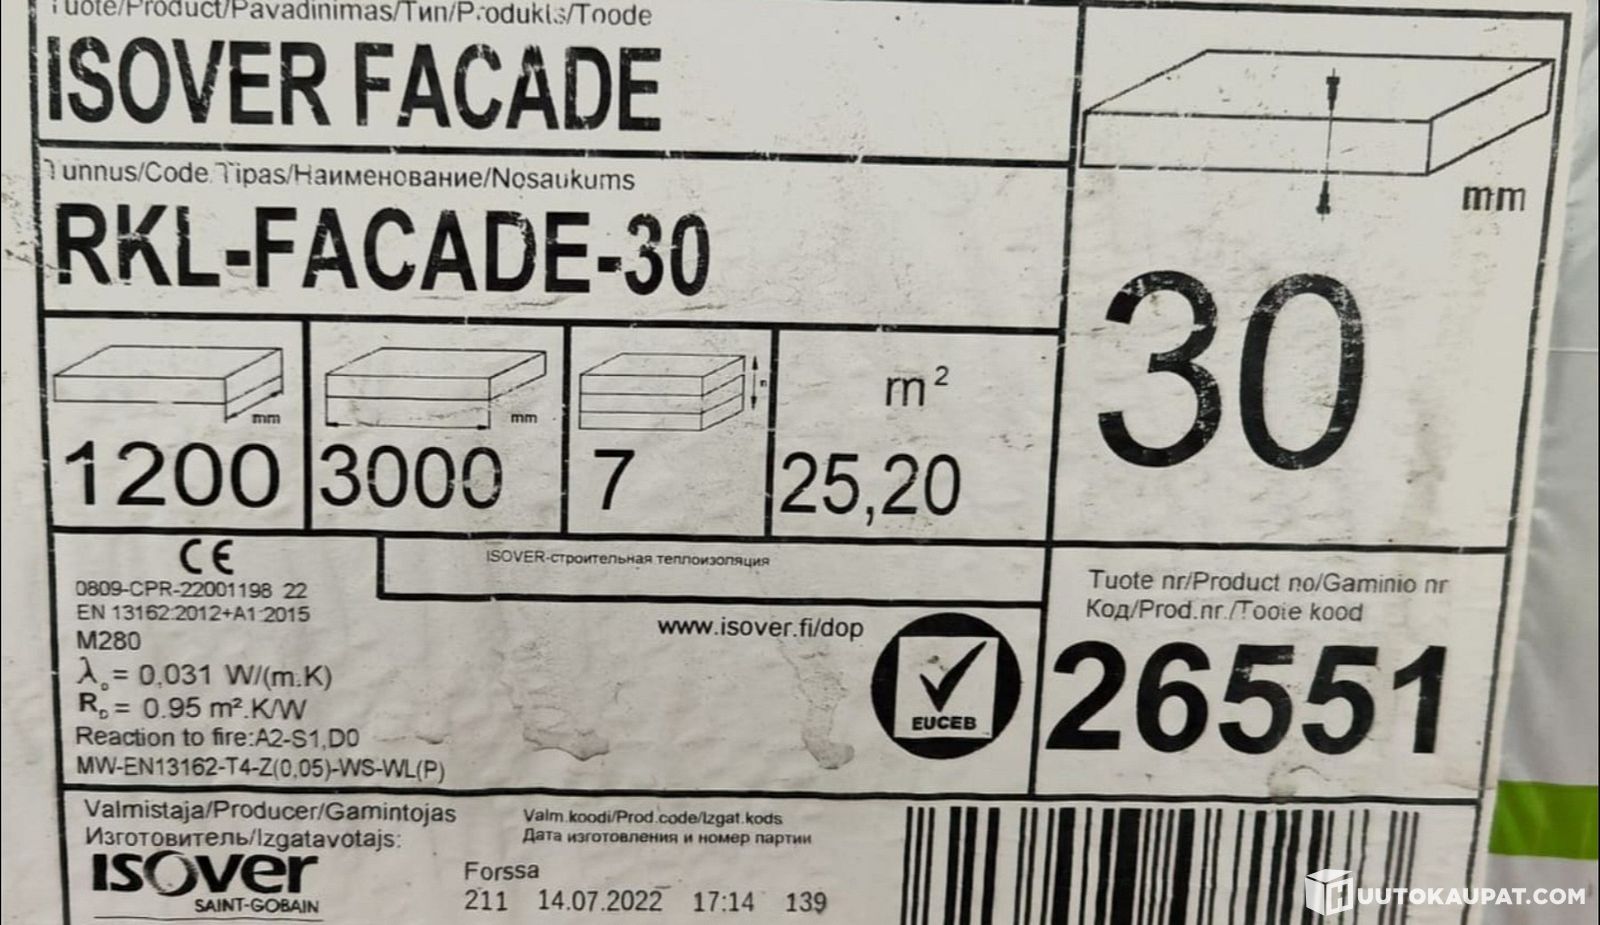 Tuote/Product/Pavadinimas/Тип/Produkts/Toode
ISOVER FACADE
Tunnus/Code Tipas/Наименование/Nosaukums
RKL-FACADE-30
mm
30
mm
1200
mm
3000
n
7
m²
25,20
CE
0809-CPR-22001198 22
EN 13162:2012+A1:2015
M280
λD= 0,031 W/(m.K)
RD= 0.95 m².K/W
Reaction to fire:A2-S1,D0
MW-EN13162-T4-Z(0,05)-WS-WL(P)
ISOVER-строительная теплоизоляция
www.isover.fi/dop
EUCEB
Tuote nr/Product no/Gaminio nr
Код/Prod.nr./Toote kood
26551
Valmistaja/Producer/Gamintojas
Изготовитель/Izgatavotajs:
ISOVER
SAINT-GOBAIN
Valm.koodi/Prod.code/Izgat.kods
Дата изготовления и номер партии
Forssa
211 14.07.2022 17:14 139
HUUTOKAUPAT.COM